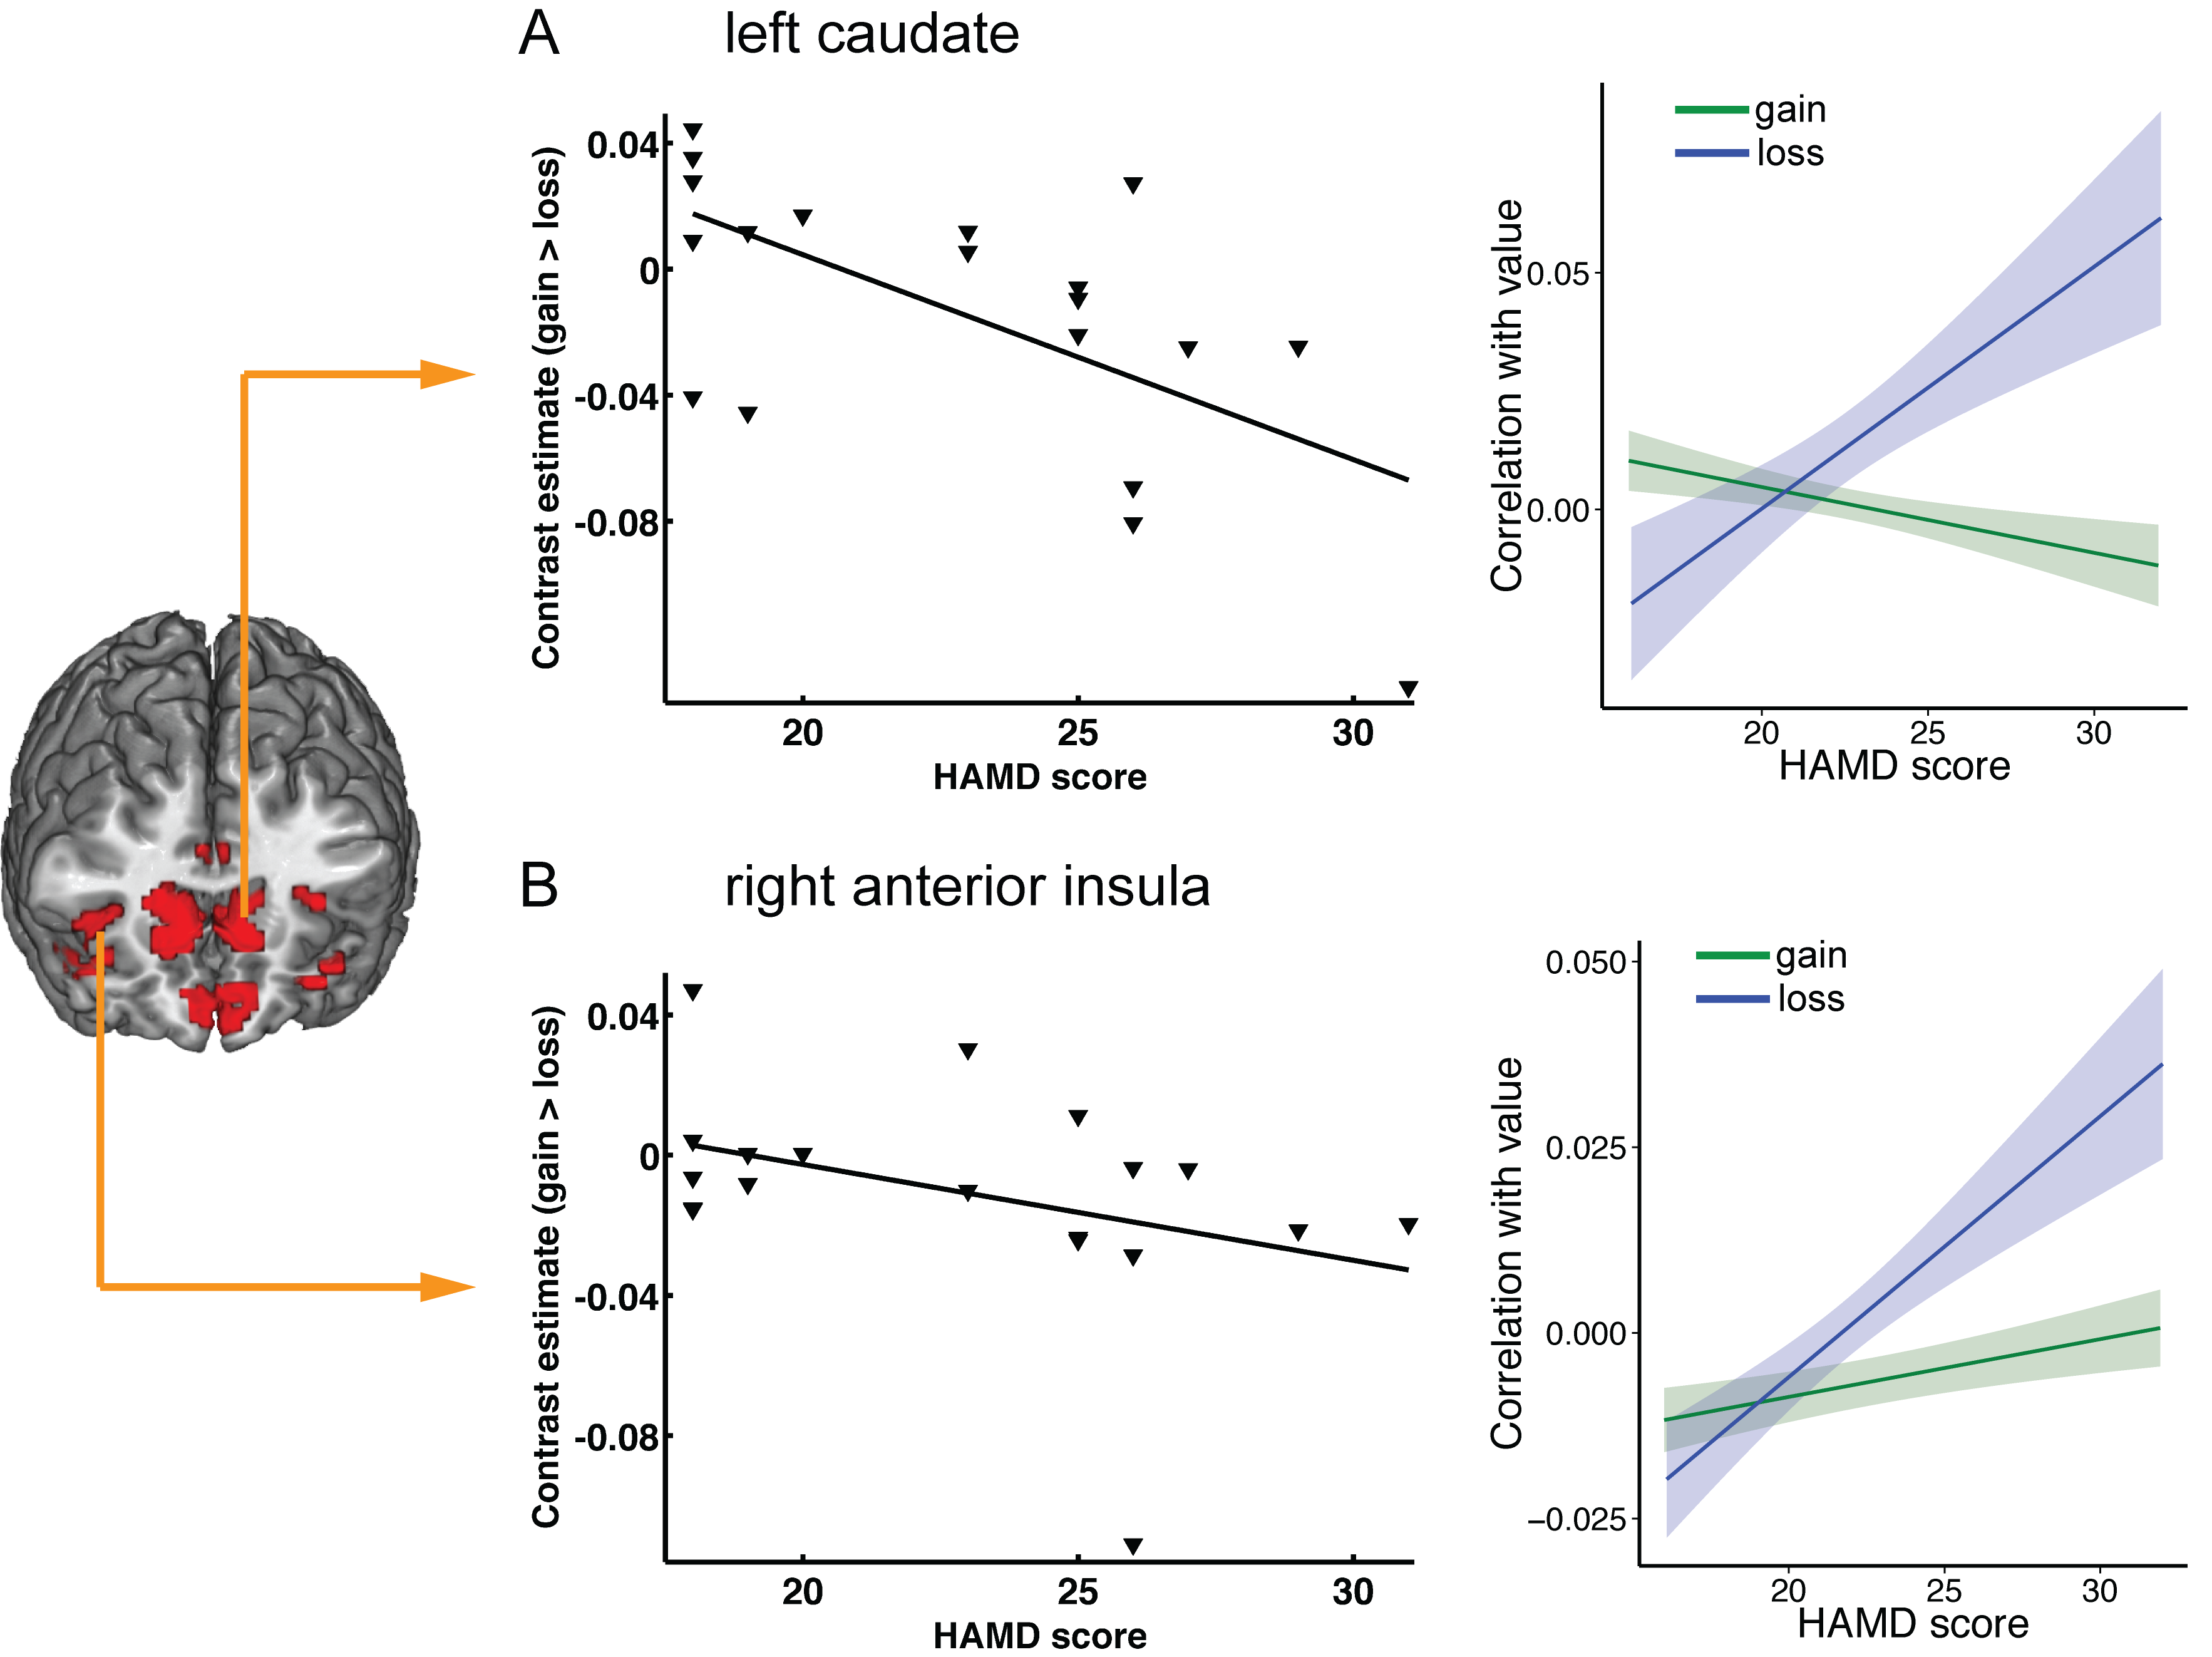 A left caudate
Contrast estimate (gain > loss)
0.04
0
-0.04
-0.08
20 25 30
HAMD score
gain
loss
Correlation with value
0.05
0.00
20 25 30
HAMD score
B right anterior insula
Contrast estimate (gain > loss)
0.04
0
-0.04
-0.08
20 25 30
HAMD score
gain
loss
Correlation with value
0.050
0.025
0.000
−0.025
20 25 30
HAMD score